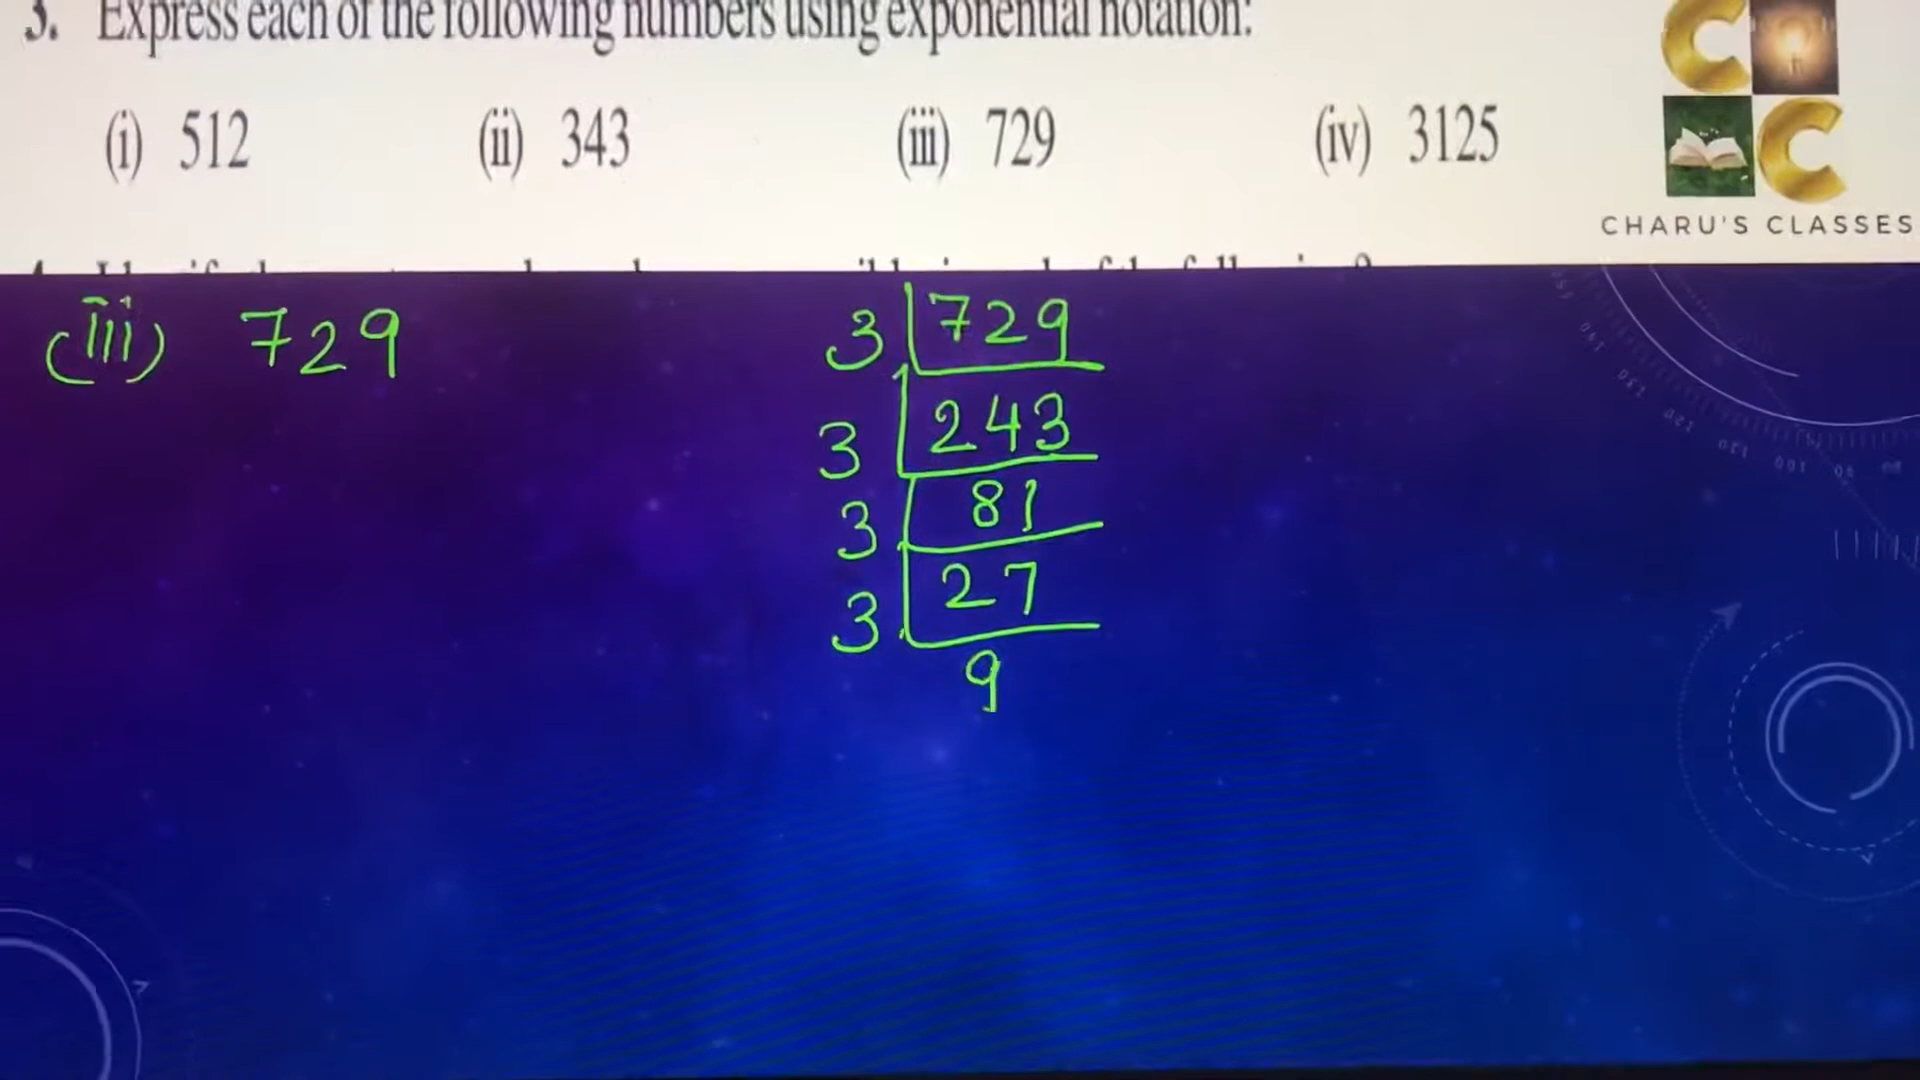 3. Express each of the following numbers using exponential notation:
(i) 512 (ii) 343 (iii) 729 (iv) 3125
CHARU'S CLASSES
(iii) 729
3 729
3 243
3 81
3 27
9